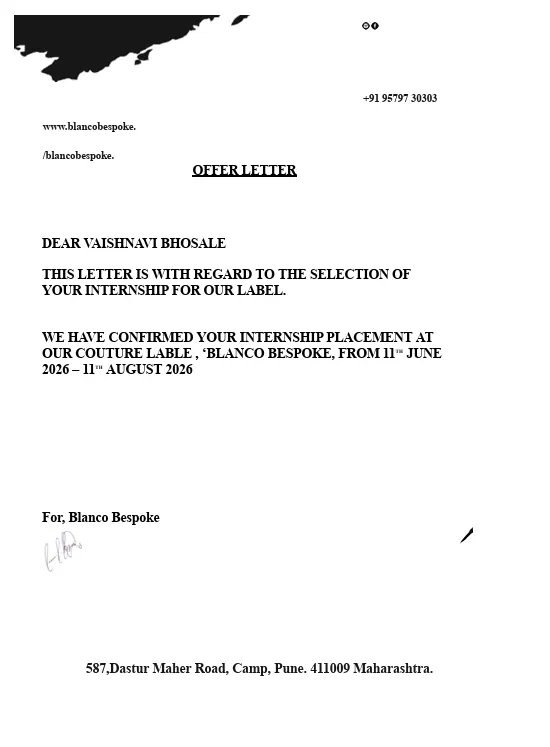 +91 95797 30303
www.blancobespoke.
/blancobespoke.
OFFER LETTER
DEAR VAISHNAVI BHOSALE
THIS LETTER IS WITH REGARD TO THE SELECTION OF
YOUR INTERNSHIP FOR OUR LABEL.
WE HAVE CONFIRMED YOUR INTERNSHIP PLACEMENT AT
OUR COUTURE LABLE , ‘BLANCO BESPOKE, FROM 11TH JUNE
2026 – 11TH AUGUST 2026
For, Blanco Bespoke
587,Dastur Maher Road, Camp, Pune. 411009 Maharashtra.